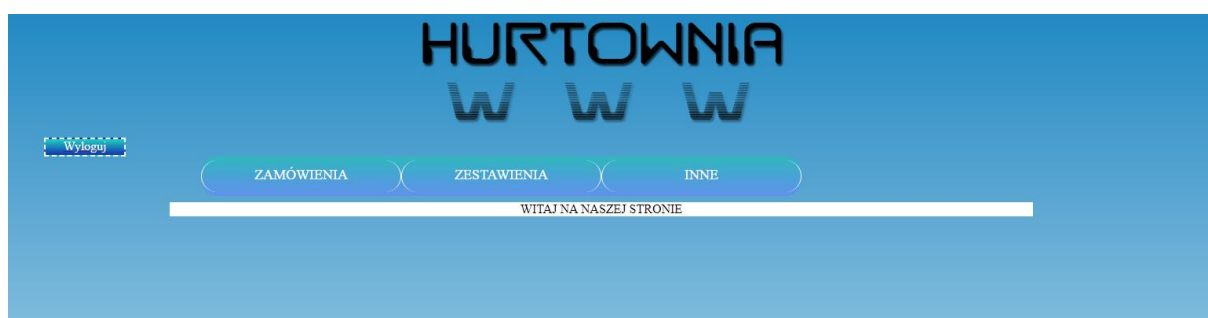 HURTOWNIA
W W W
Wyloguj
ZAMÓWIENIA ZESTAWIENIA INNE
WITAJ NA NASZEJ STRONIE